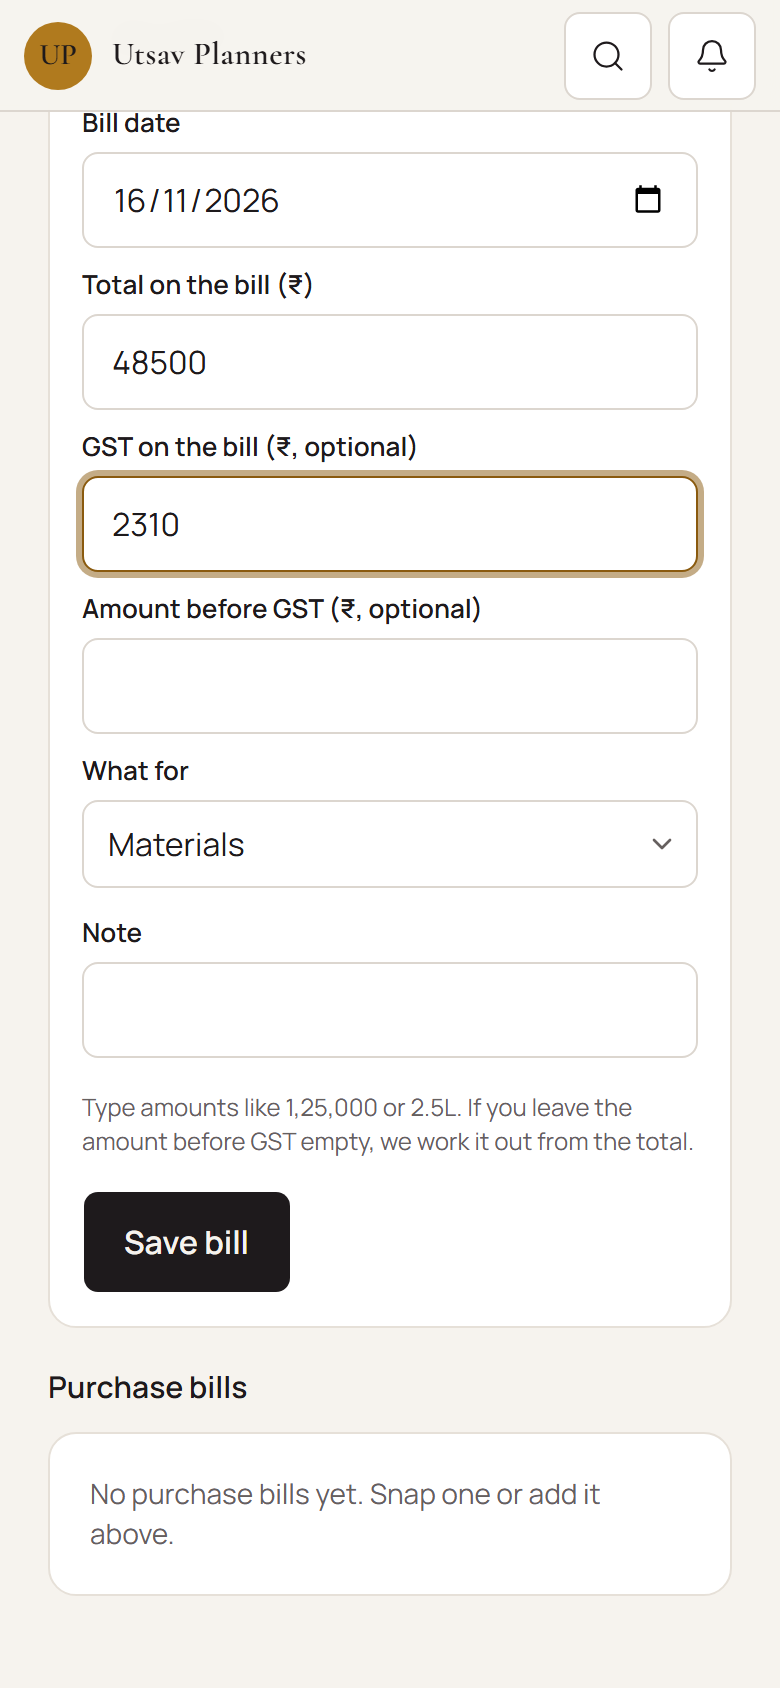 UP
Utsav Planners
Bill date
16/11/2026
Total on the bill (₹)
48500
GST on the bill (₹, optional)
2310
Amount before GST (₹, optional)
What for
Materials
Note
Type amounts like 1,25,000 or 2.5L. If you leave the
amount before GST empty, we work it out from the total.
Save bill
Purchase bills
No purchase bills yet. Snap one or add it
above.